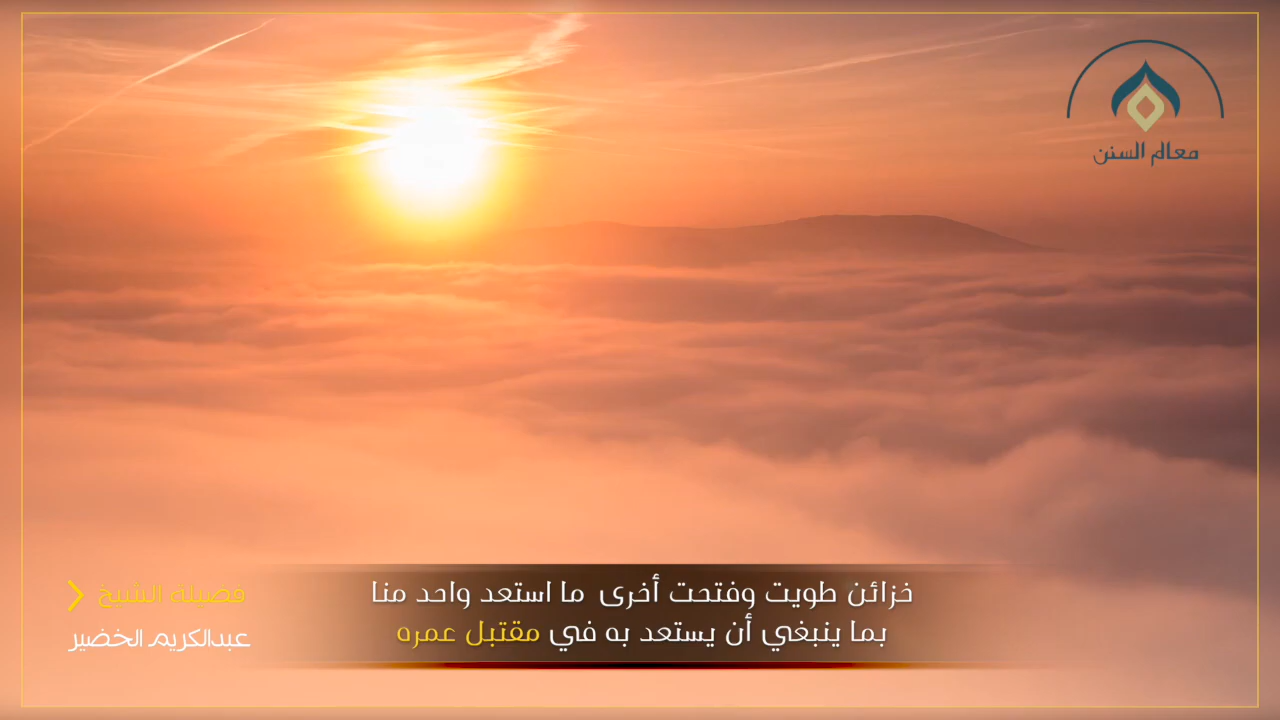 معالم السنن
خزائن طويت وفتحت أخرى ما استعد واحد منا
بما ينبغي أن يستعد به في مقتبل عمره
فضيلة الشيخ
عبدالكريم الخضير